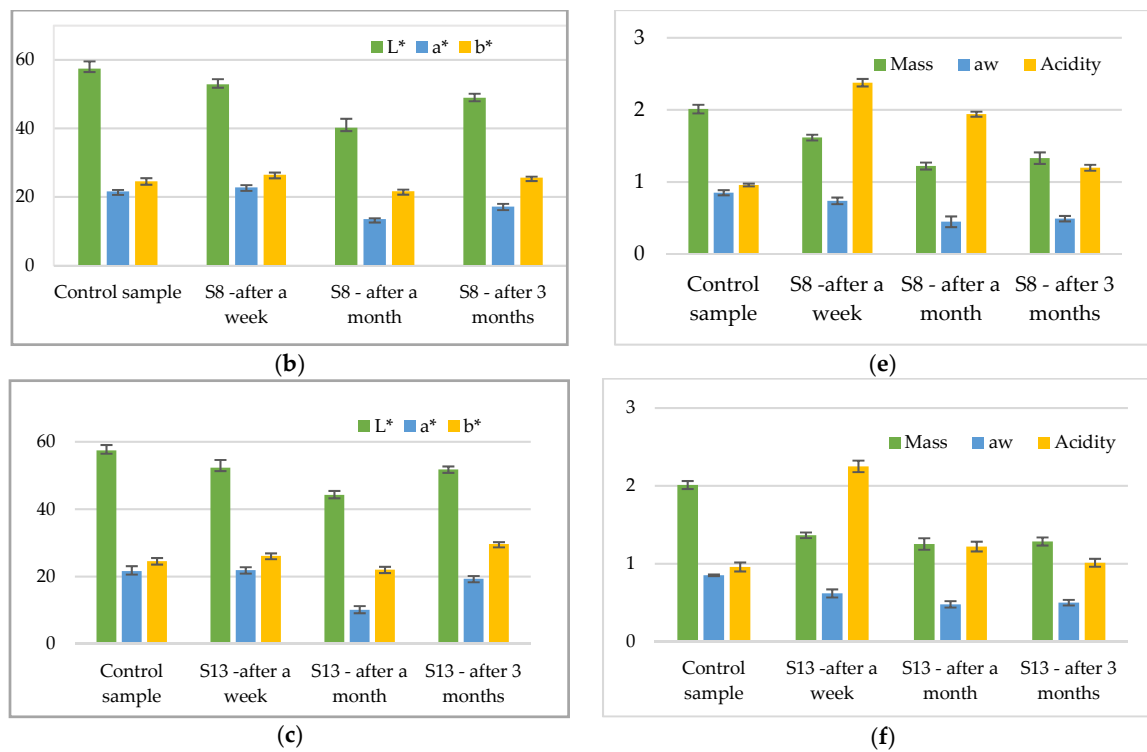 L* a* b*
60
40
20
0
Control sample S8 -after a S8 - after a S8 - after 3
week month months
(b)
3
Mass aw Acidity
2
1
0
Control S8 -after a S8 - after a S8 - after 3
sample week month months
(e)
L* a* b*
60
40
20
0
Control S13 -after a S13 - after a S13 - after 3
sample week month months
(c)
3
Mass aw Acidity
2
1
0
Control S13 -after a S13 - after a S13 - after 3
sample week month months
(f)